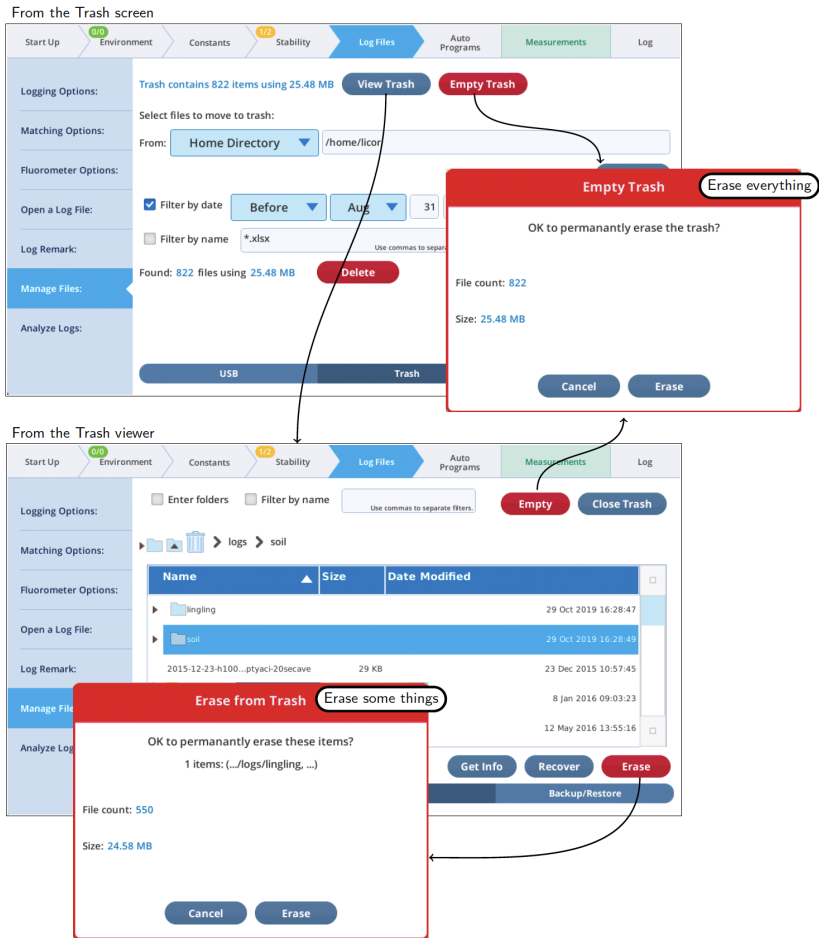 From the Trash screen
0/0
1/2
Start Up
Environment
Constants
Stability
Log Files
Auto
Programs
Measurements
Log
Logging Options:
Matching Options:
Fluorometer Options:
Open a Log File:
Log Remark:
Manage Files:
Analyze Logs:
Trash contains 822 items using 25.48 MB
View Trash
Empty Trash
Select files to move to trash:
From:
Home Directory
/home/licor
Filter by date
Before
Aug
31
Filter by name
*.xlsx
Use commas to separa
Found: 822 files using 25.48 MB
Delete
USB
Trash
Empty Trash
Erase everything
OK to permanantly erase the trash?
File count: 822
Size: 25.48 MB
Cancel
Erase
From the Trash viewer
0/0
1/2
Start Up
Environment
Constants
Stability
Log Files
Auto
Programs
Measurements
Log
Logging Options:
Matching Options:
Fluorometer Options:
Open a Log File:
Log Remark:
Manage File
Analyze Log
Enter folders
Filter by name
Use commas to separate filters.
Empty
Close Trash
logs
soil
Name
Size
Date Modified
lingling
29 Oct 2019 16:28:47
soil
29 Oct 2019 16:28:49
2015-12-23-h100...ptyaci-20secave
29 KB
23 Dec 2015 10:57:45
8 Jan 2016 09:03:23
12 May 2016 13:55:16
Get Info
Recover
Erase
Backup/Restore
Erase from Trash
Erase some things
OK to permanantly erase these items?
1 items: (.../logs/lingling, ...)
File count: 550
Size: 24.58 MB
Cancel
Erase